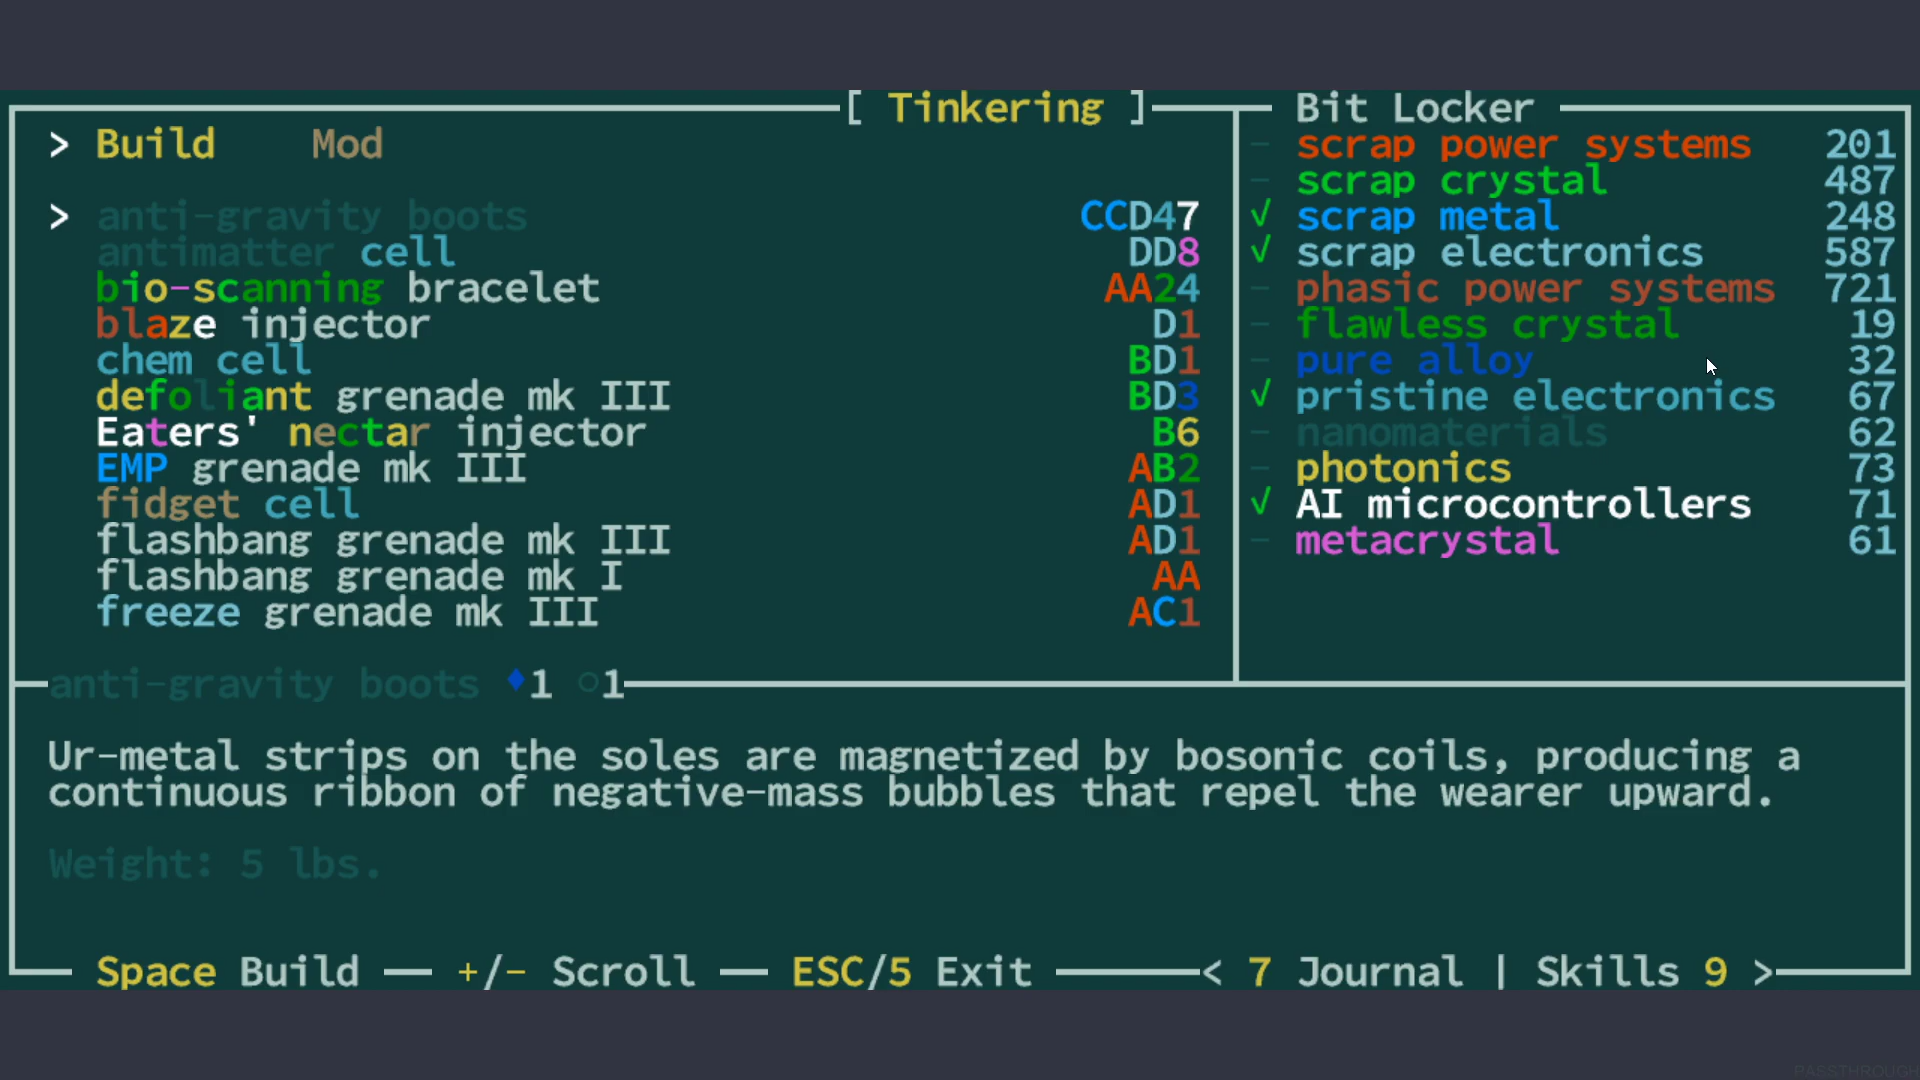 [ Tinkering ] Bit Locker
> Build Mod
> anti-gravity boots CCD47
antimatter cell DD8
bio-scanning bracelet AA24
blaze injector D1
chem cell BD1
defoliant grenade mk III BD3
Eaters' nectar injector B6
EMP grenade mk III AB2
fidget cell AD1
flashbang grenade mk III AD1
flashbang grenade mk I AA
freeze grenade mk III AC1
- scrap power systems 201
- scrap crystal 487
√ scrap metal 248
√ scrap electronics 587
- phasic power systems 721
- flawless crystal 19
- pure alloy 32
√ pristine electronics 67
- nanomaterials 62
- photonics 73
√ AI microcontrollers 71
- metacrystal 61
anti-gravity boots ♦1 ○1
Ur-metal strips on the soles are magnetized by bosonic coils, producing a
continuous ribbon of negative-mass bubbles that repel the wearer upward.
Weight: 5 lbs.
Space Build — +/- Scroll — ESC/5 Exit < 7 Journal | Skills 9 >
PASSTHROUGH